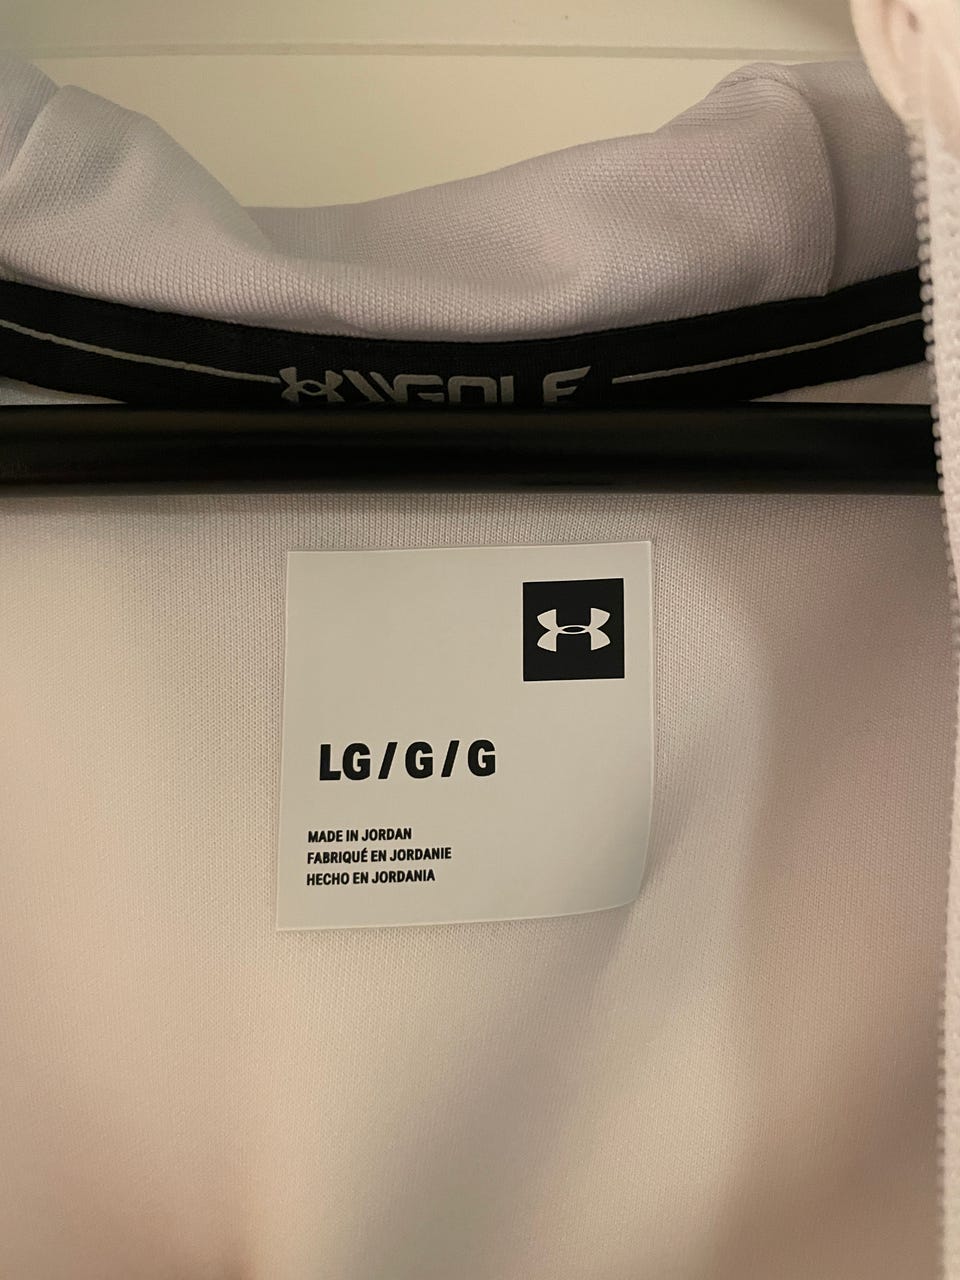 GOLF
LG/G/G
MADE IN JORDAN
FABRIQUÉ EN JORDANIE
HECHO EN JORDANIA